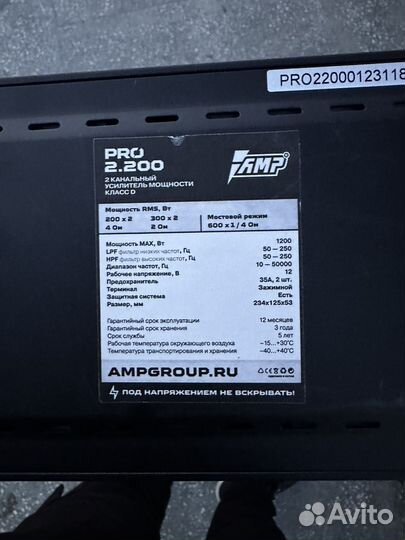 PRO22000123118
PRO
2.200
AMP®
2 КАНАЛЬНЫЙ
УСИЛИТЕЛЬ МОЩНОСТИ
КЛАСС D
Мощность RMS, Вт
200 x 2 300 x 2 Мостовой режим
4 Ом 2 Ом 600 x 1 / 4 Ом
Мощность MAX, Вт 1200
LPF фильтр низких частот, Гц 50 – 250
HPF фильтр высоких частот, Гц 50 – 250
Диапазон частот, Гц 10 – 50000
Рабочее напряжение, В 12
Предохранитель 35А, 2 шт.
Терминал Зажимной
Защитная система Есть
Размер, мм 234x125x53
Гарантийный срок эксплуатации 12 месяцев
Гарантийный срок хранения 3 года
Срок службы 5 лет
Рабочая температура окружающего воздуха –15...+30°C
Температура транспортирования и хранения –40...+40°C
AMPGROUP.RU
ПОД НАПРЯЖЕНИЕМ НЕ ВСКРЫВАТЬ!
Avito